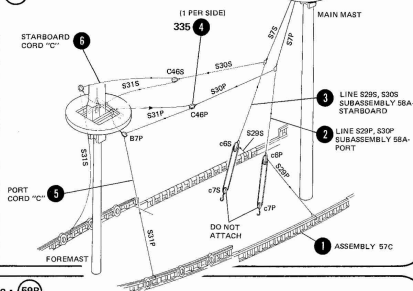 (1 PER SIDE)
335 4
MAIN MAST
STARBOARD
CORD "C"
6
C46S
S30S
S7S
S7P
S31S
S30P
S31P
C46P
3 LINE S29S, S30S
SUBASSEMBLY 58A-
STARBOARD
B7P
c6S
S29S
2 LINE S29P, S30P
SUBASSEMBLY 58A-
PORT
c6P
S31S
S29P
PORT
CORD "C"
5
c7S
c7P
DO NOT
ATTACH
S31P
1 ASSEMBLY 57C
FOREMAST
59B